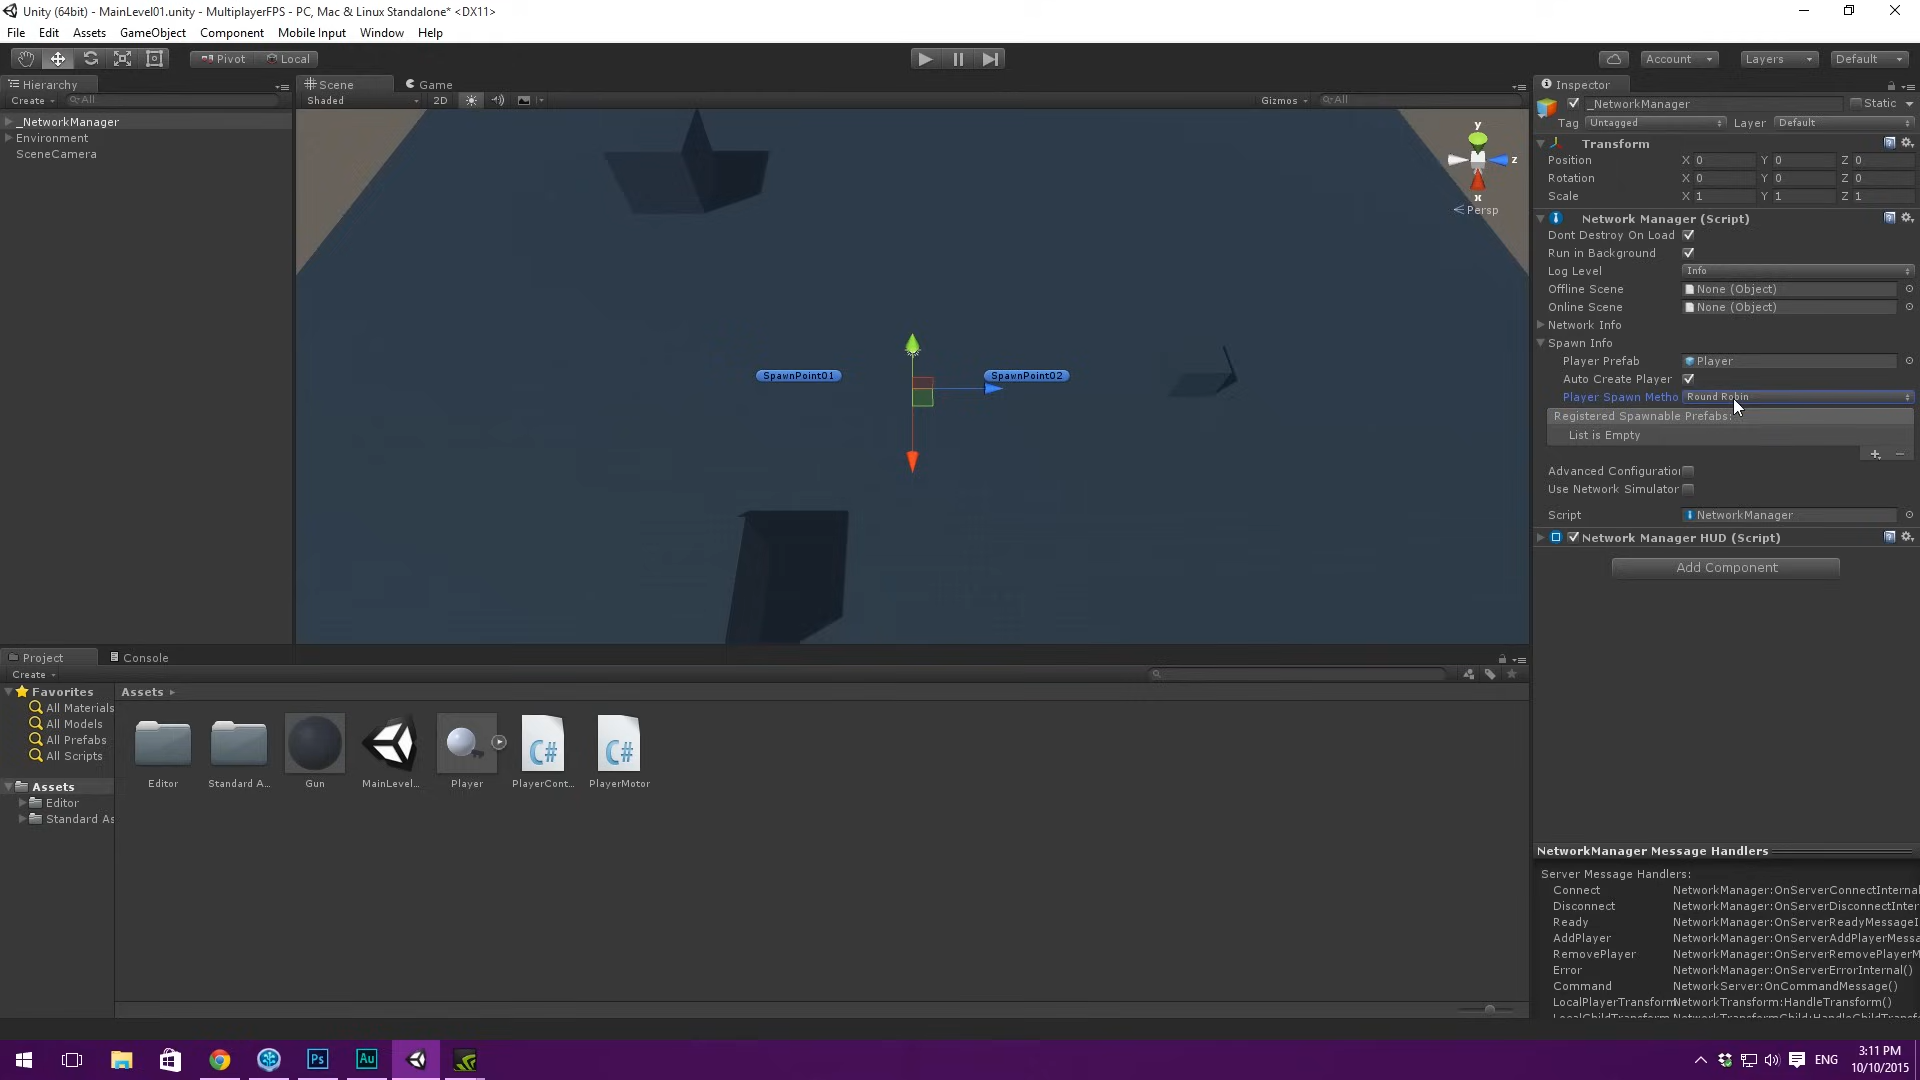 Unity (64bit) - MainLevel01.unity - MultiplayerFPS - PC, Mac & Linux Standalone* <DX11>
File Edit Assets GameObject Component Mobile Input Window Help
Pivot Local Account Layers Default
Hierarchy
Create All
_NetworkManager
Environment
SceneCamera
Scene Game
Shaded 2D Gizmos All
y
z
x
Persp
SpawnPoint01 SpawnPoint02
Inspector
_NetworkManager Static
Tag Untagged Layer Default
Transform
Position X 0 Y 0 Z 0
Rotation X 0 Y 0 Z 0
Scale X 1 Y 1 Z 1
Network Manager (Script)
Dont Destroy On Load
Run in Background
Log Level Info
Offline Scene None (Object)
Online Scene None (Object)
Network Info
Spawn Info
Player Prefab Player
Auto Create Player
Player Spawn Metho Round Robin
Registered Spawnable Prefabs:
List is Empty
Advanced Configuration
Use Network Simulator
Script NetworkManager
Network Manager HUD (Script)
Add Component
Project Console
Create
Favorites
All Materials
All Models
All Prefabs
All Scripts
Assets
Editor
Standard As
Assets
Editor Standard A... Gun MainLevel... Player PlayerCont... PlayerMotor
C# C#
NetworkManager Message Handlers
Server Message Handlers:
Connect NetworkManager:OnServerConnectInternal
Disconnect NetworkManager:OnServerDisconnectInter
Ready NetworkManager:OnServerReadyMessageI
AddPlayer NetworkManager:OnServerAddPlayerMessa
RemovePlayer NetworkManager:OnServerRemovePlayerM
Error NetworkManager:OnServerErrorInternal()
Command NetworkServer:OnCommandMessage()
LocalPlayerTransform NetworkTransform:HandleTransform()
LocalChildTransform NetworkTransformChild:HandleChildTransf
Ps Au ENG
3:11 PM
10/10/2015